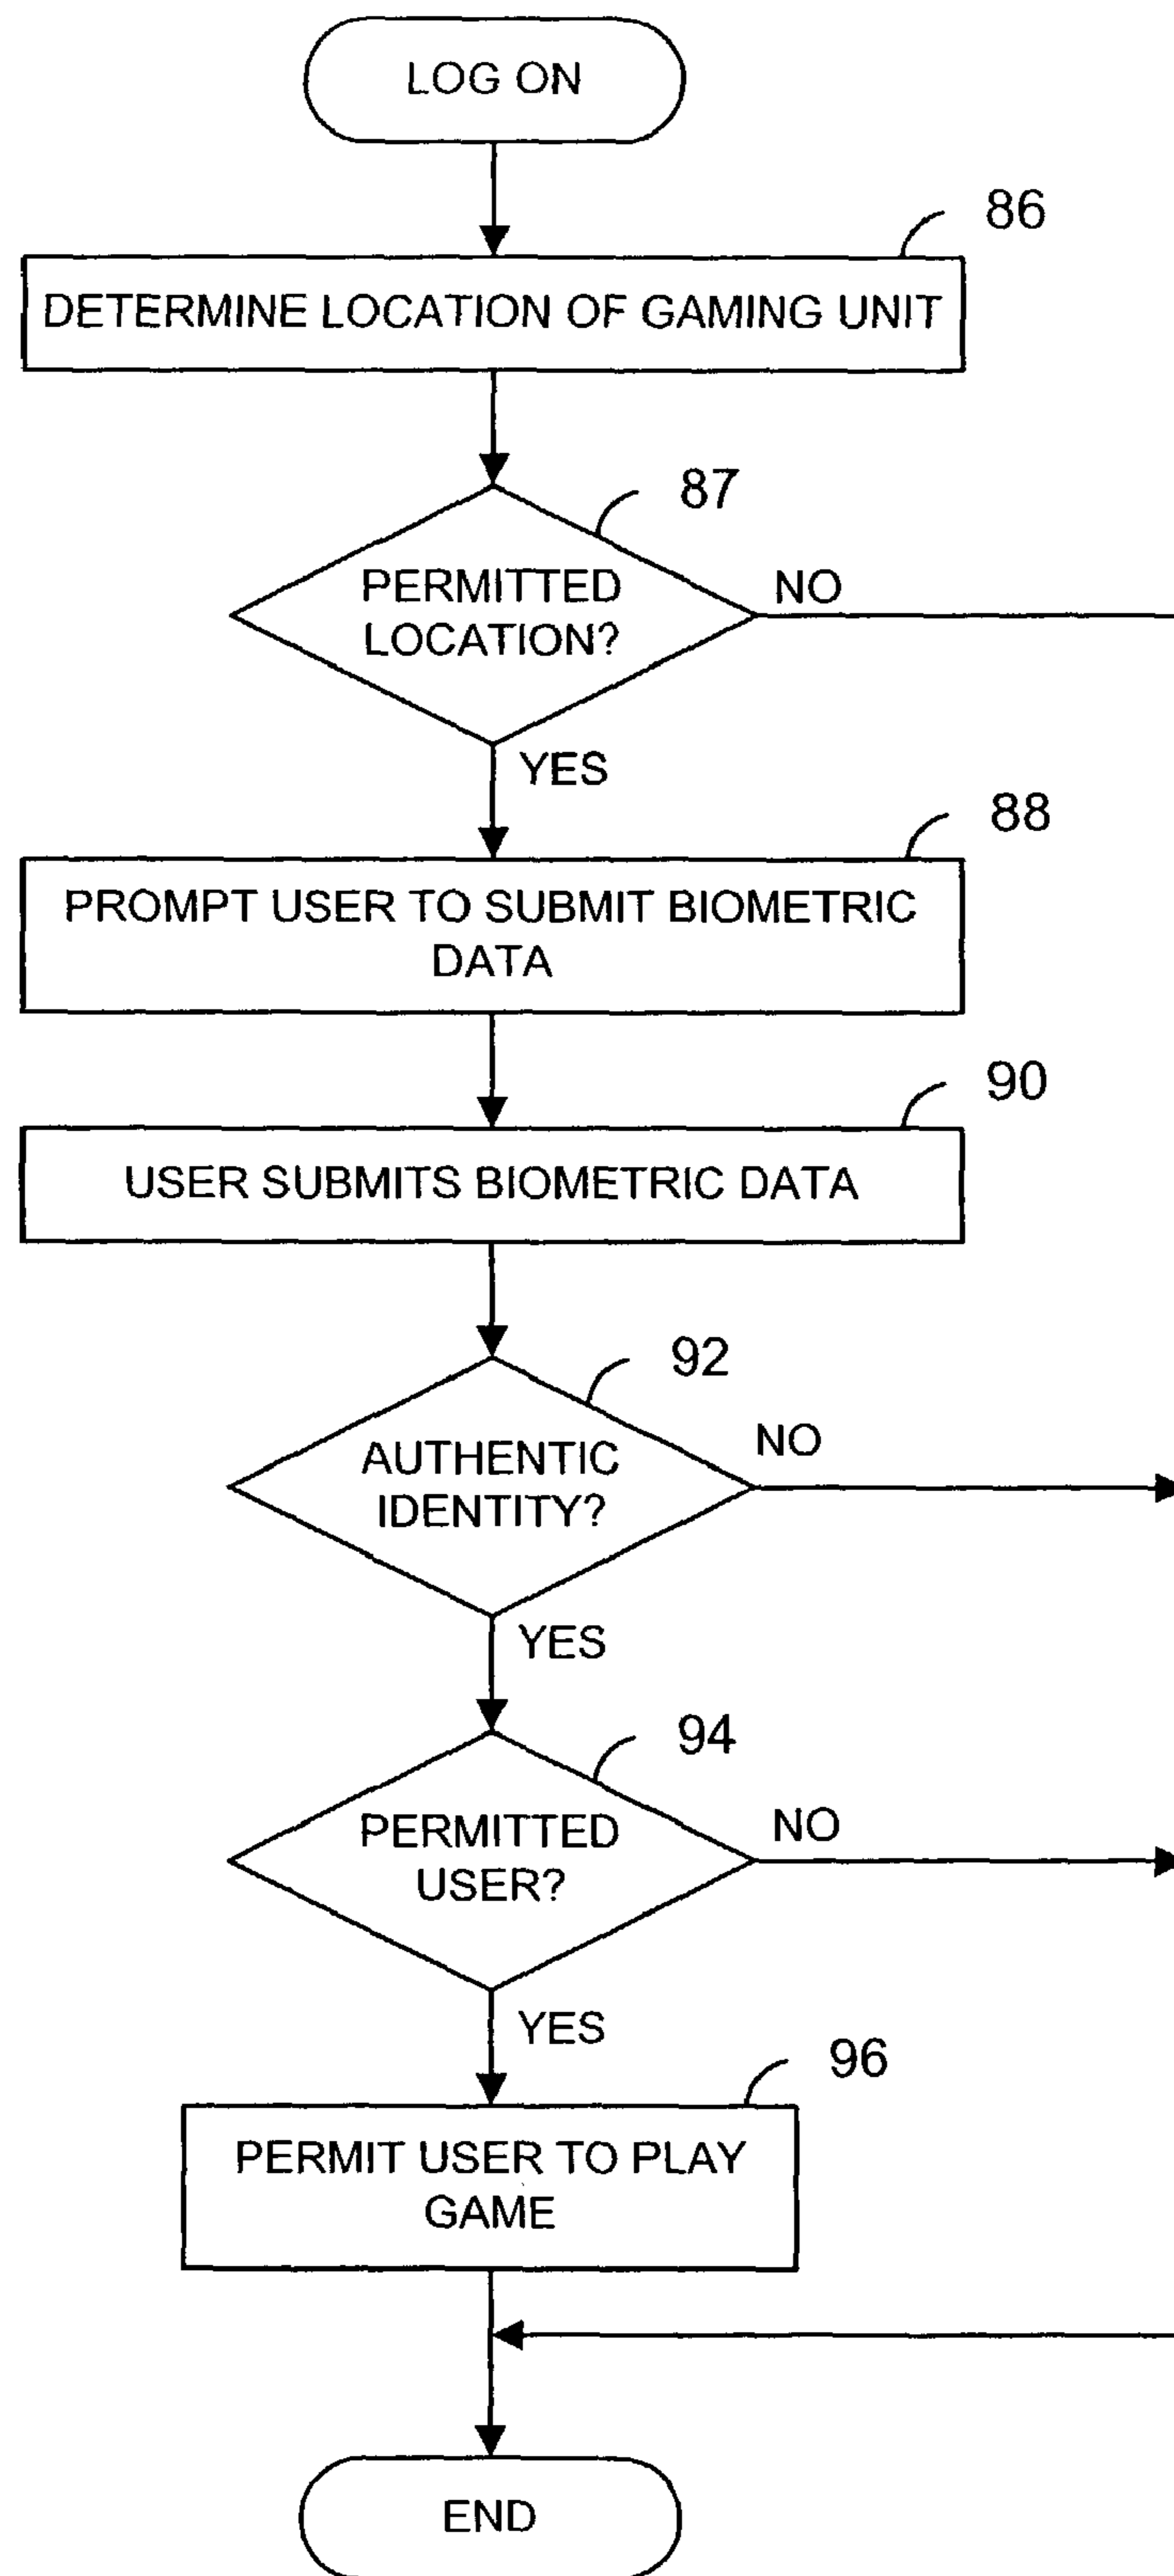 LOG ON
86
DETERMINE LOCATION OF GAMING UNIT
87
PERMITTED
LOCATION?
NO
YES
88
PROMPT USER TO SUBMIT BIOMETRIC
DATA
90
USER SUBMITS BIOMETRIC DATA
92
AUTHENTIC
IDENTITY?
NO
YES
94
PERMITTED
USER?
NO
YES
96
PERMIT USER TO PLAY
GAME
END